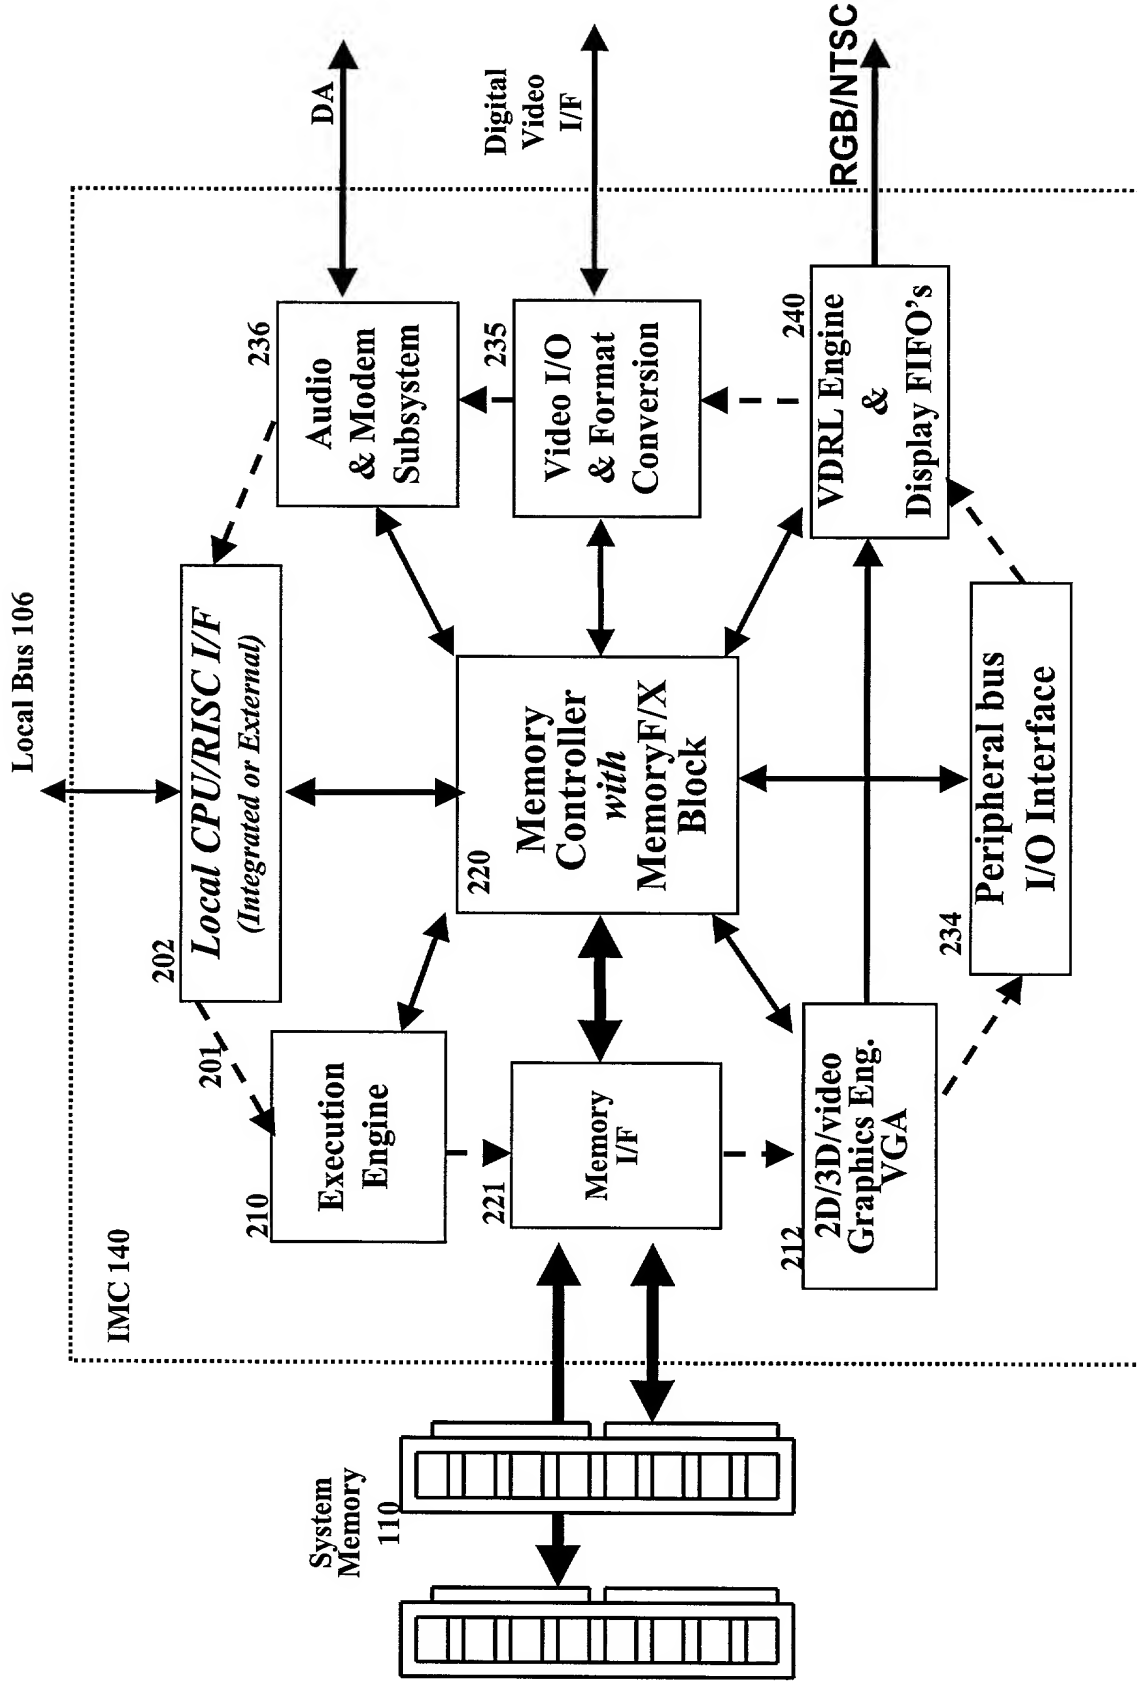 Local Bus 106
IMC 140
202
Local CPU/RISC I/F
(Integrated or External)
201
236
Audio
& Modem
Subsystem
DA
210
Execution
Engine
System
Memory
110
221
Memory
I/F
220
Memory
Controller
with
MemoryF/X
Block
235
Video I/O
& Format
Conversion
Digital
Video
I/F
212
2D/3D/video
Graphics Eng.
VGA
240
VDRL Engine
&
Display FIFO's
RGB/NTSC
234
Peripheral bus
I/O Interface